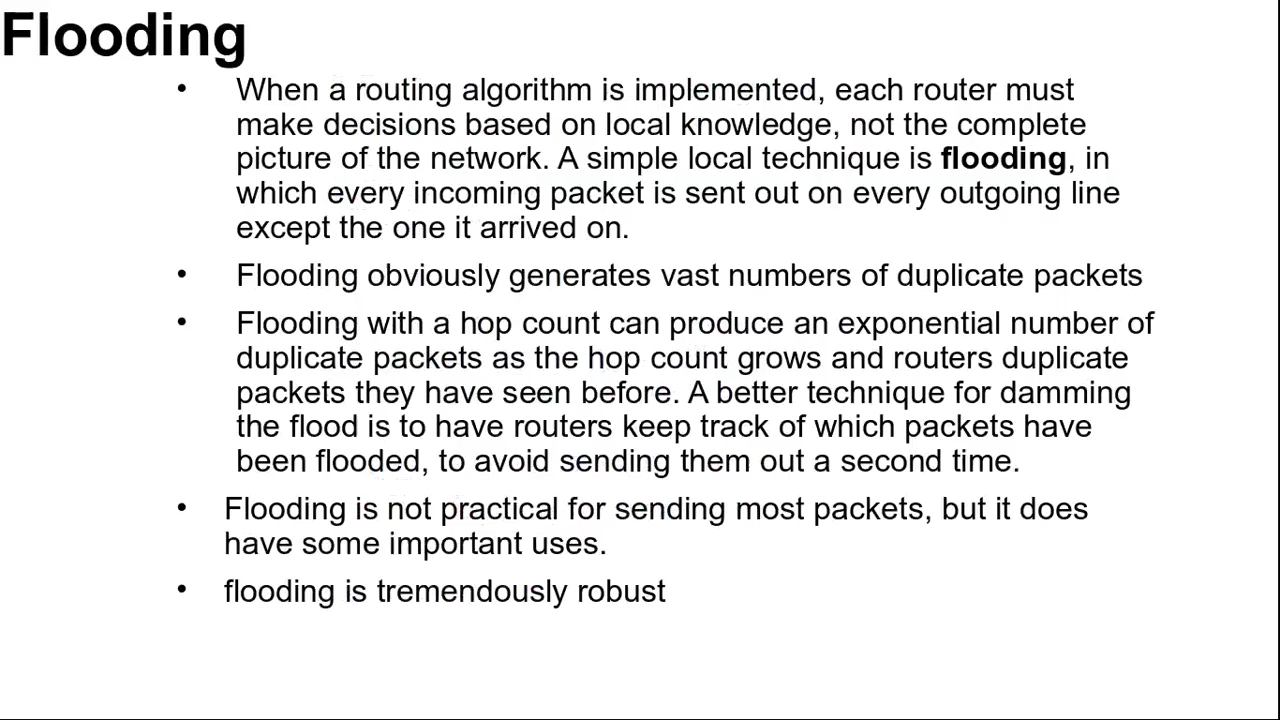 Flooding
• When a routing algorithm is implemented, each router must
make decisions based on local knowledge, not the complete
picture of the network. A simple local technique is flooding, in
which every incoming packet is sent out on every outgoing line
except the one it arrived on.
• Flooding obviously generates vast numbers of duplicate packets
• Flooding with a hop count can produce an exponential number of
duplicate packets as the hop count grows and routers duplicate
packets they have seen before. A better technique for damming
the flood is to have routers keep track of which packets have
been flooded, to avoid sending them out a second time.
• Flooding is not practical for sending most packets, but it does
have some important uses.
• flooding is tremendously robust